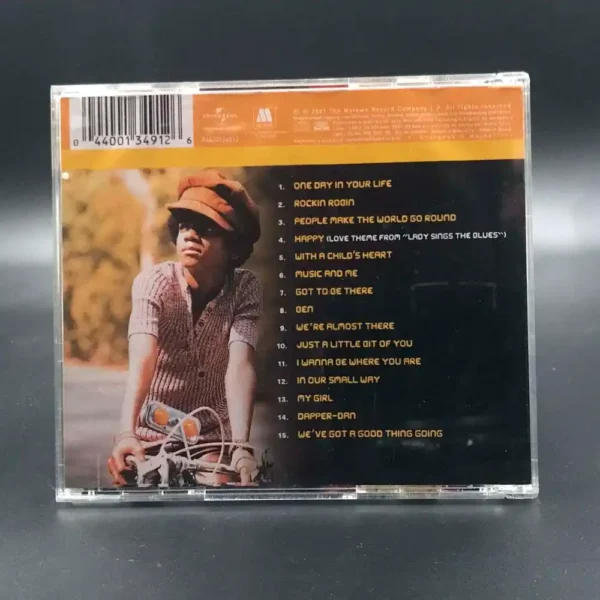 0 44001 34912 6
UNIVERSAL
© 2001 The Motown Record Company L.P. All rights reserved
1. ONE DAY IN YOUR LIFE
2. ROCKIN ROBIN
3. PEOPLE MAKE THE WORLD GO ROUND
4. HAPPY (LOVE THEME FROM "LADY SINGS THE BLUES")
5. WITH A CHILD'S HEART
6. MUSIC AND ME
7. GOT TO BE THERE
8. BEN
9. WE'RE ALMOST THERE
10. JUST A LITTLE BIT OF YOU
11. I WANNA BE WHERE YOU ARE
12. IN OUR SMALL WAY
13. MY GIRL
14. DAPPER-DAN
15. WE'VE GOT A GOOD THING GOING